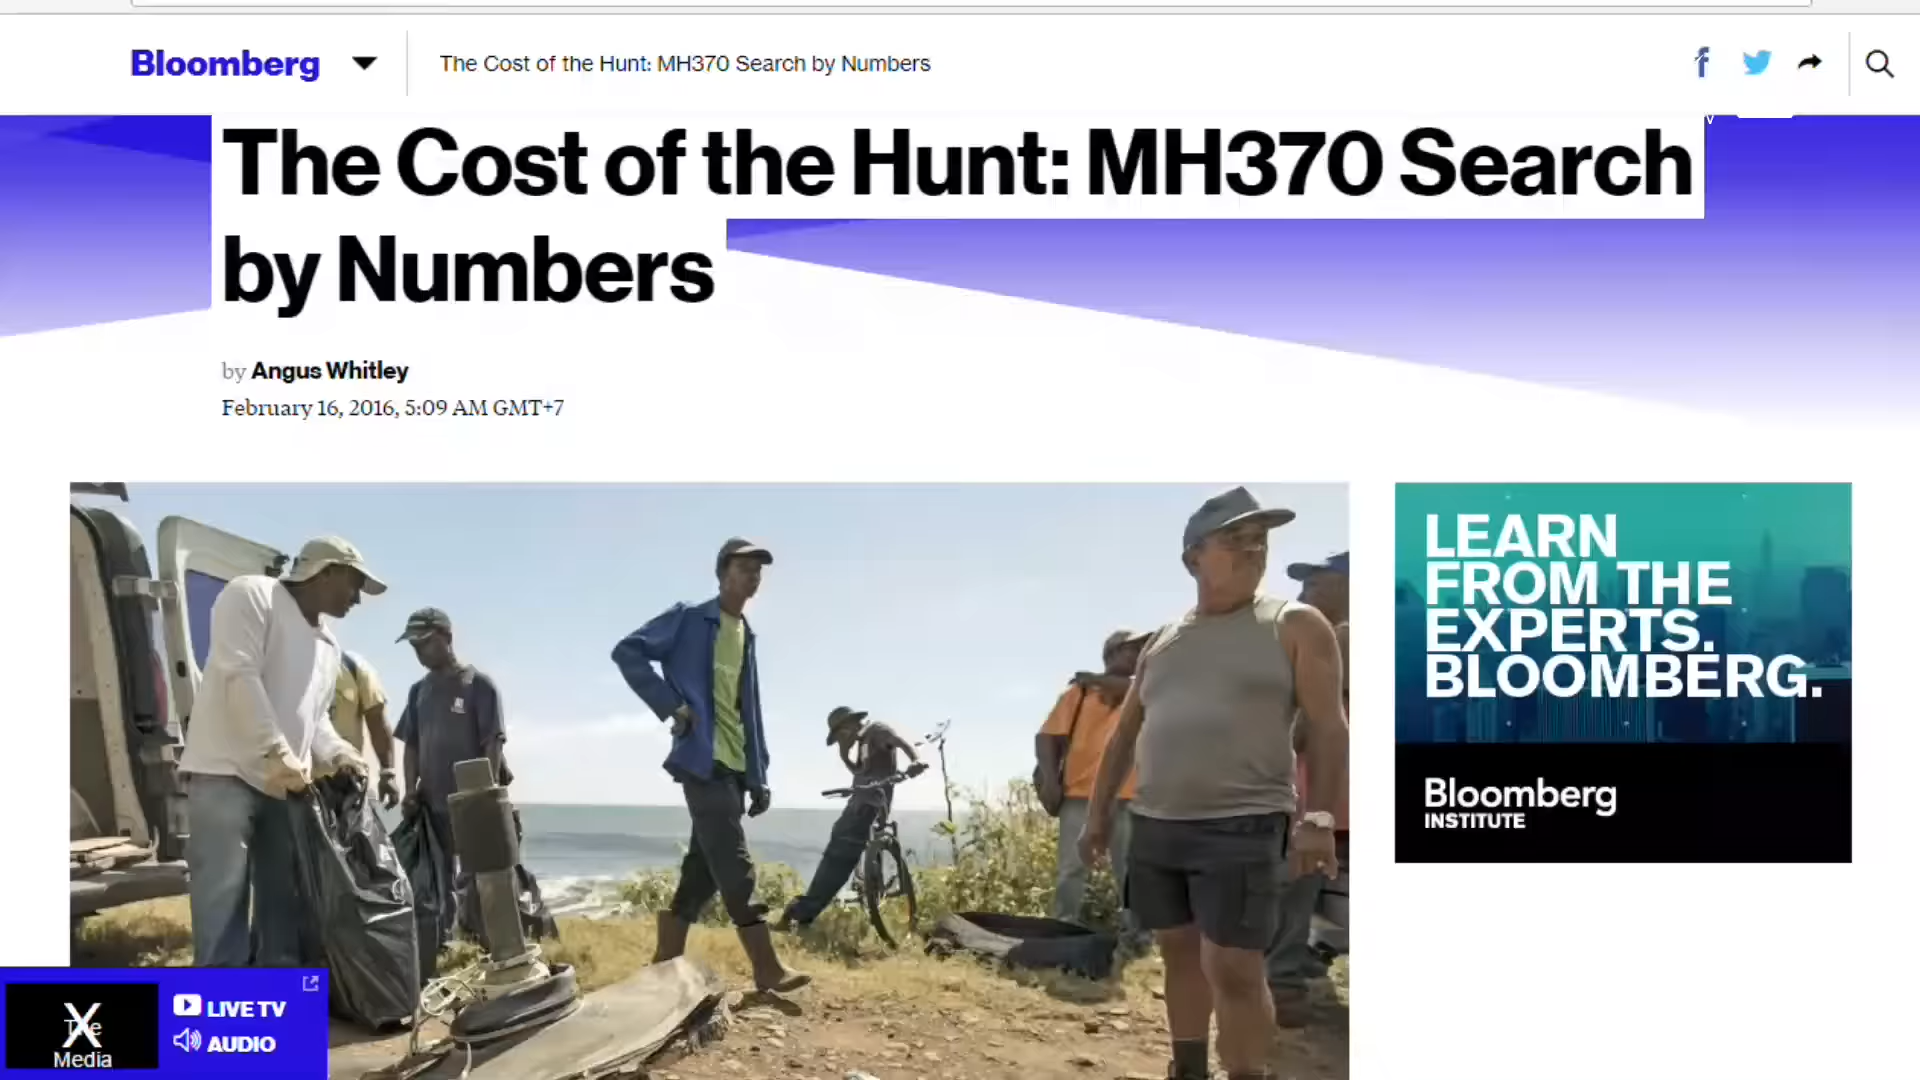 Bloomberg
The Cost of the Hunt: MH370 Search by Numbers
The Cost of the Hunt: MH370 Search
by Numbers
by Angus Whitley
February 16, 2016, 5:09 AM GMT+7
LEARN
FROM THE
EXPERTS.
BLOOMBERG.
Bloomberg
INSTITUTE
LIVE TV
AUDIO
X
The
Media